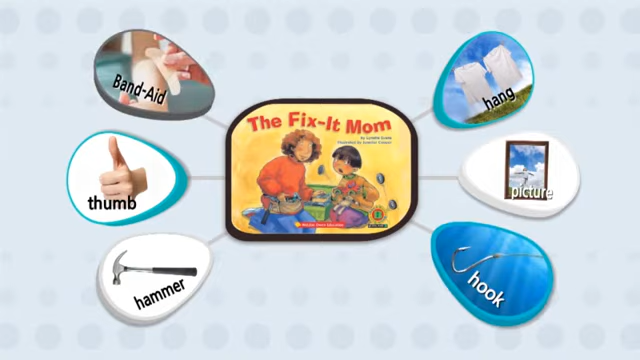 Band-Aid
hang
The Fix-It Mom
thumb
picture
hammer
hook